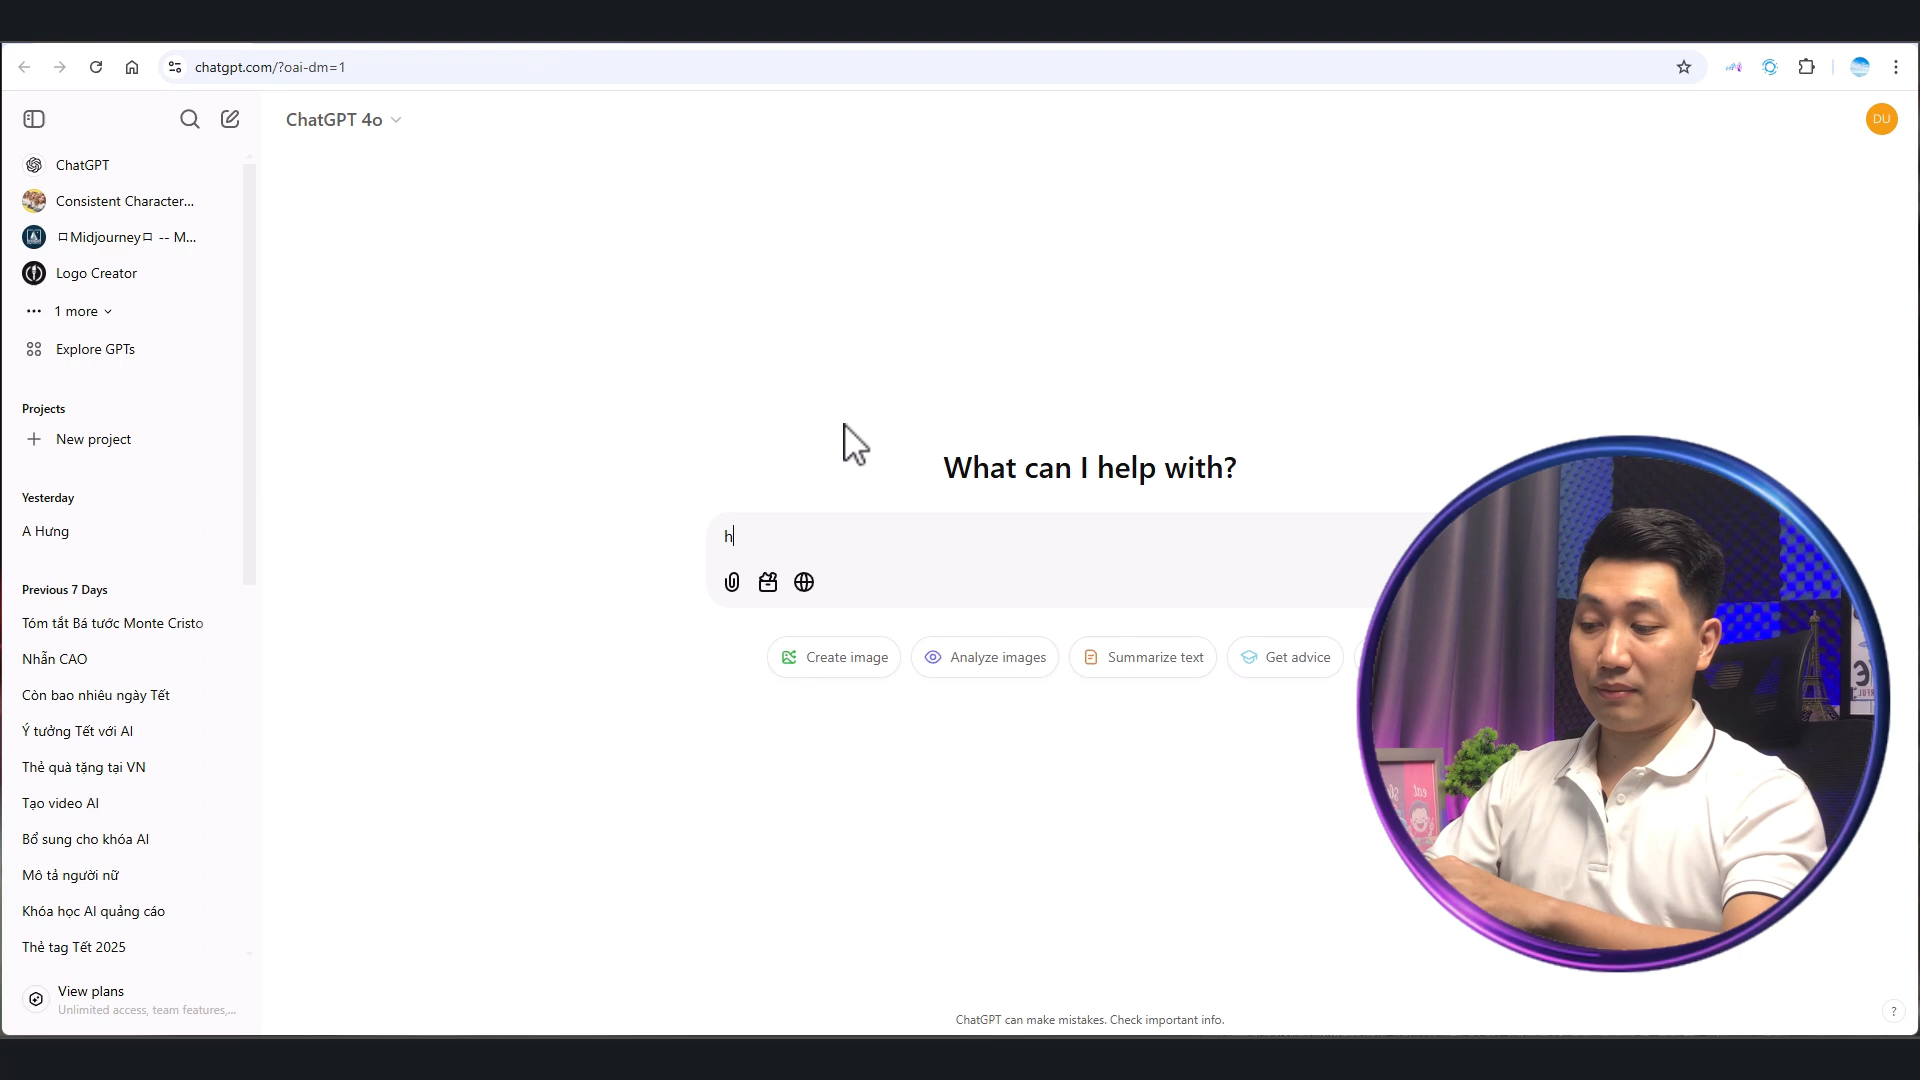 chatgpt.com/?oai-dm=1
ChatGPT 4o
DU
ChatGPT
Consistent Character...
Midjourney -- M...
Logo Creator
1 more
Explore GPTs
Projects
New project
Yesterday
A Hưng
Previous 7 Days
Tóm tắt Bá tước Monte Cristo
Nhẫn CAO
Còn bao nhiêu ngày Tết
Ý tưởng Tết với AI
Thẻ quà tặng tại VN
Tạo video AI
Bổ sung cho khóa AI
Mô tả người nữ
Khóa học AI quảng cáo
Thẻ tag Tết 2025
View plans
Unlimited access, team features,...
What can I help with?
h
Create image
Analyze images
Summarize text
Get advice
ChatGPT can make mistakes. Check important info.
?